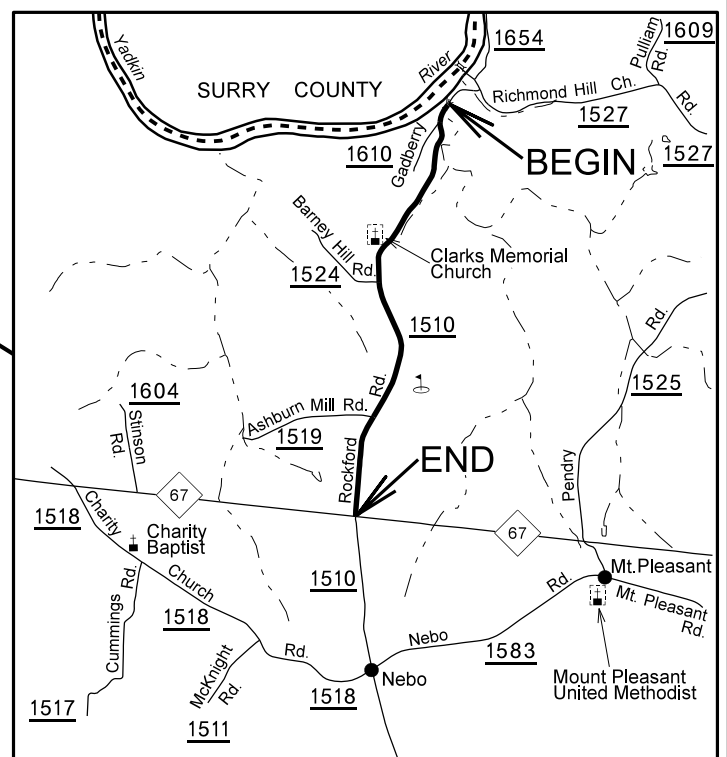 1654
1609
Yadkin
River
Pulliam
Rd.
SURRY COUNTY
Richmond Hill Ch.
Rd.
1527
1610
Gadberry
BEGIN
1527
Barney Hill
Rd.
1524
Clarks Memorial
Church
1510
Rd.
1525
1604
Stinson
Rd.
Ashburn Mill Rd.
Rd.
1519
Rockford
END
Pendry
67
67
1518
Charity
Church
Rd.
Charity
Baptist
1510
Mt.Pleasant
Mt. Pleasant
Rd.
Cummings
Rd.
1518
McKnight
Rd.
Nebo
Rd.
1583
1518
Nebo
Mount Pleasant
United Methodist
1517
1511